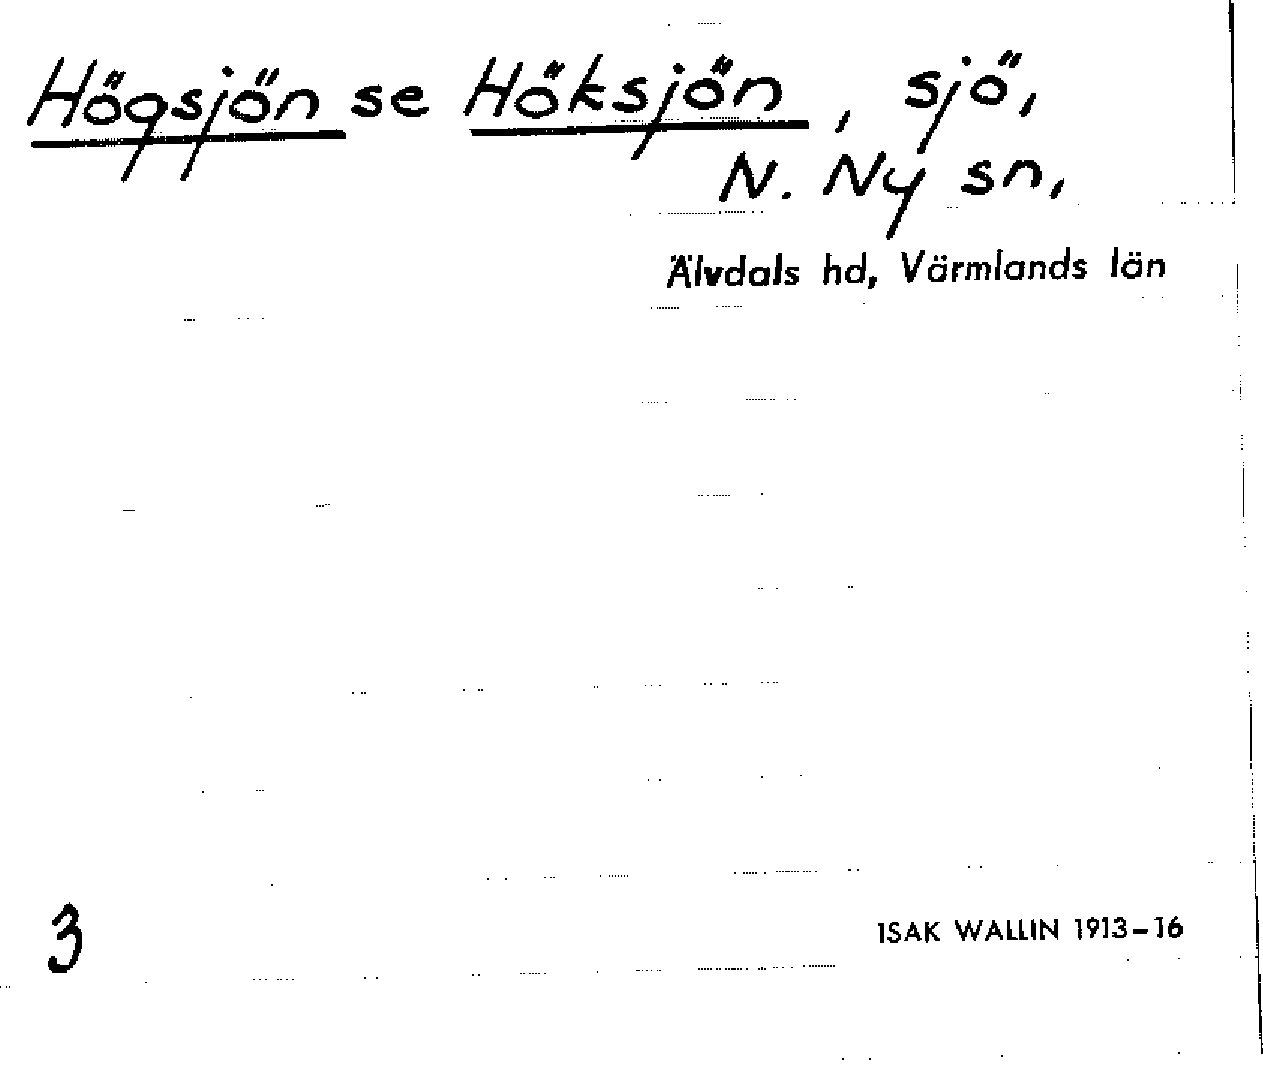 Högsjön se Höksjön, sjö,
N. Ny sn,
Älvdals hd, Värmlands län
3
ISAK WALLIN 1913-16